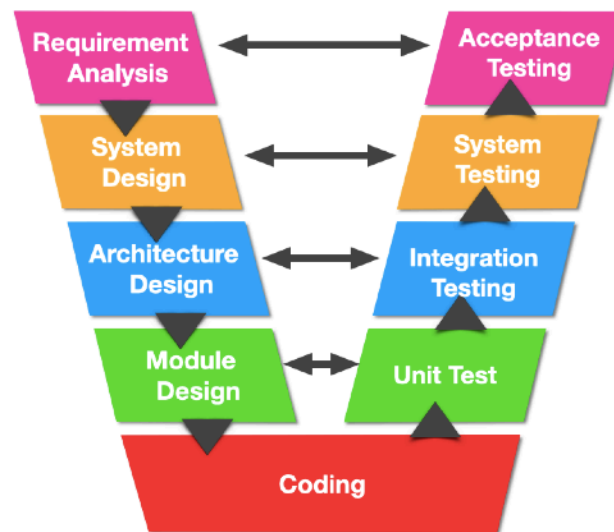 Requirement
Analysis
Acceptance
Testing
System
Design
System
Testing
Architecture
Design
Integration
Testing
Module
Design
Unit Test
Coding